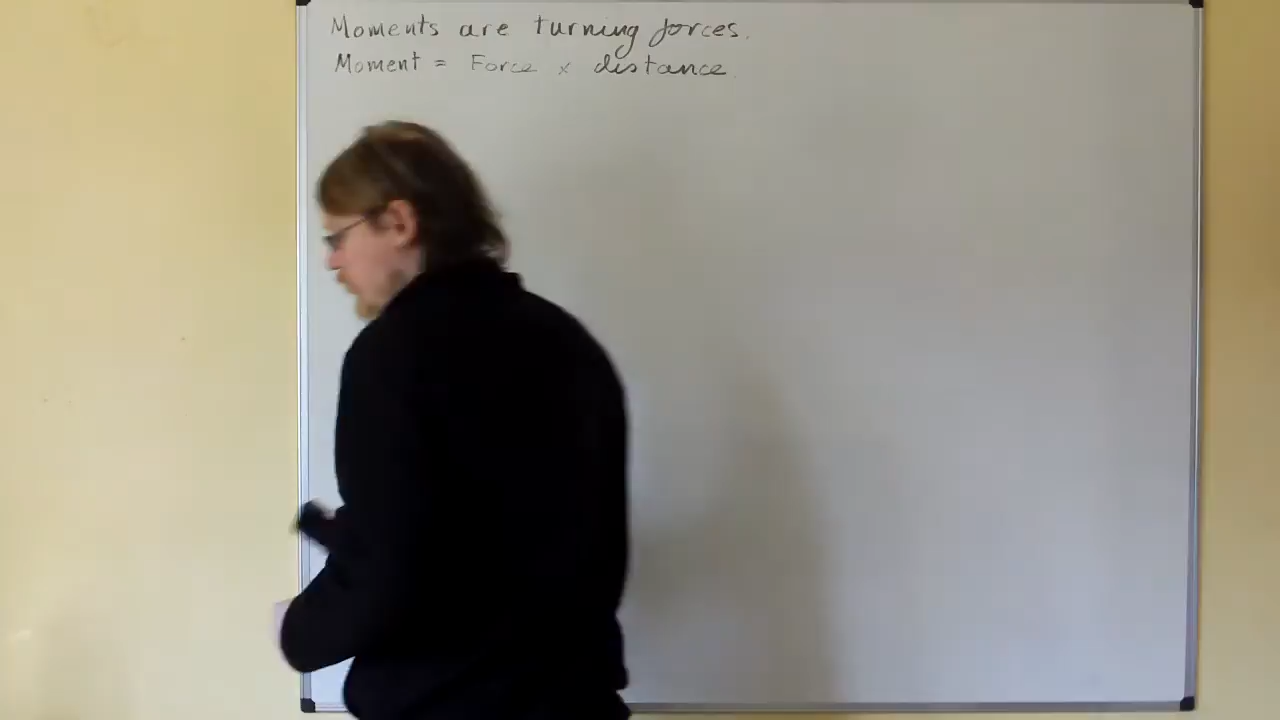 Moments are turning forces.
Moment = Force × distance.